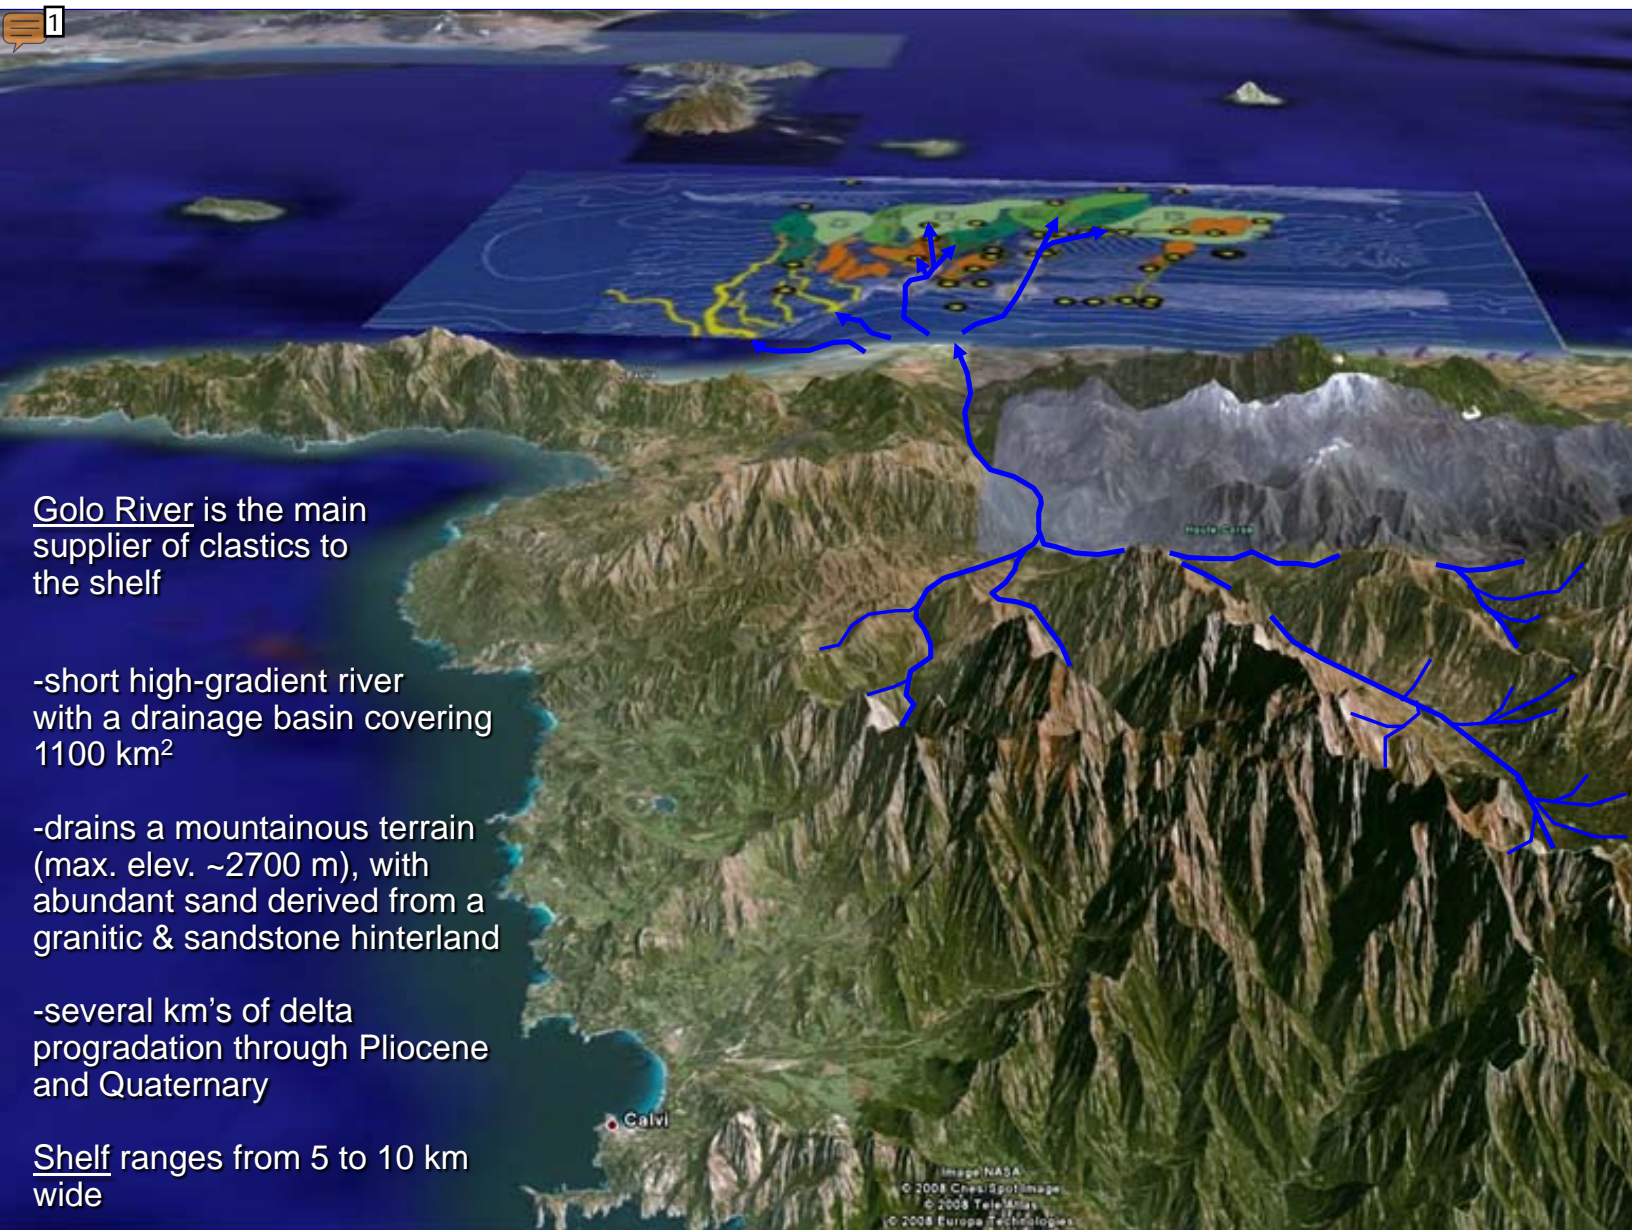 1
Golo River is the main
supplier of clastics to
the shelf
-short high-gradient river
with a drainage basin covering
1100 km²
-drains a mountainous terrain
(max. elev. ~2700 m), with
abundant sand derived from a
granitic & sandstone hinterland
-several km’s of delta
progradation through Pliocene
and Quaternary
Shelf ranges from 5 to 10 km
wide
Haute-Corse
Calvi
Image NASA
© 2008 Cnes/Spot Image
© 2008 Tele Atlas
© 2008 Europa Technologies